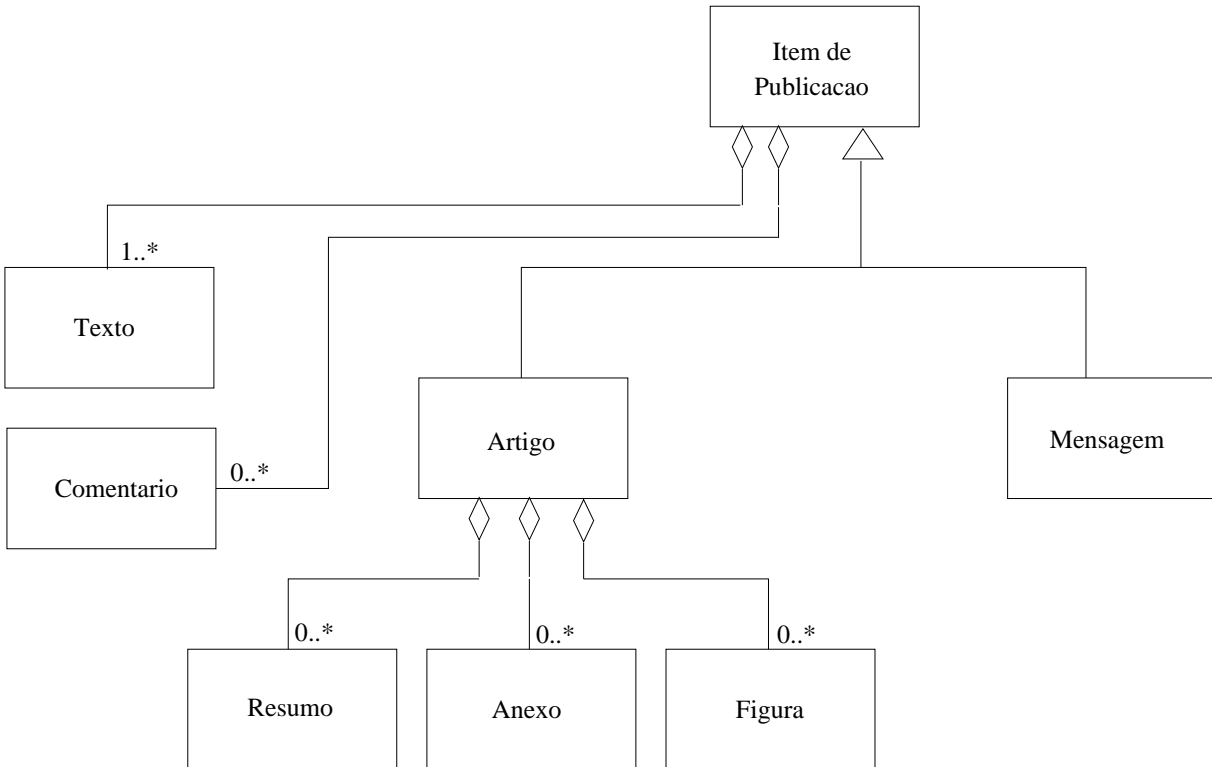 Item de
Publicacao
1..*
Texto
Comentario
0..*
Artigo
Mensagem
0..*
0..*
0..*
Resumo
Anexo
Figura